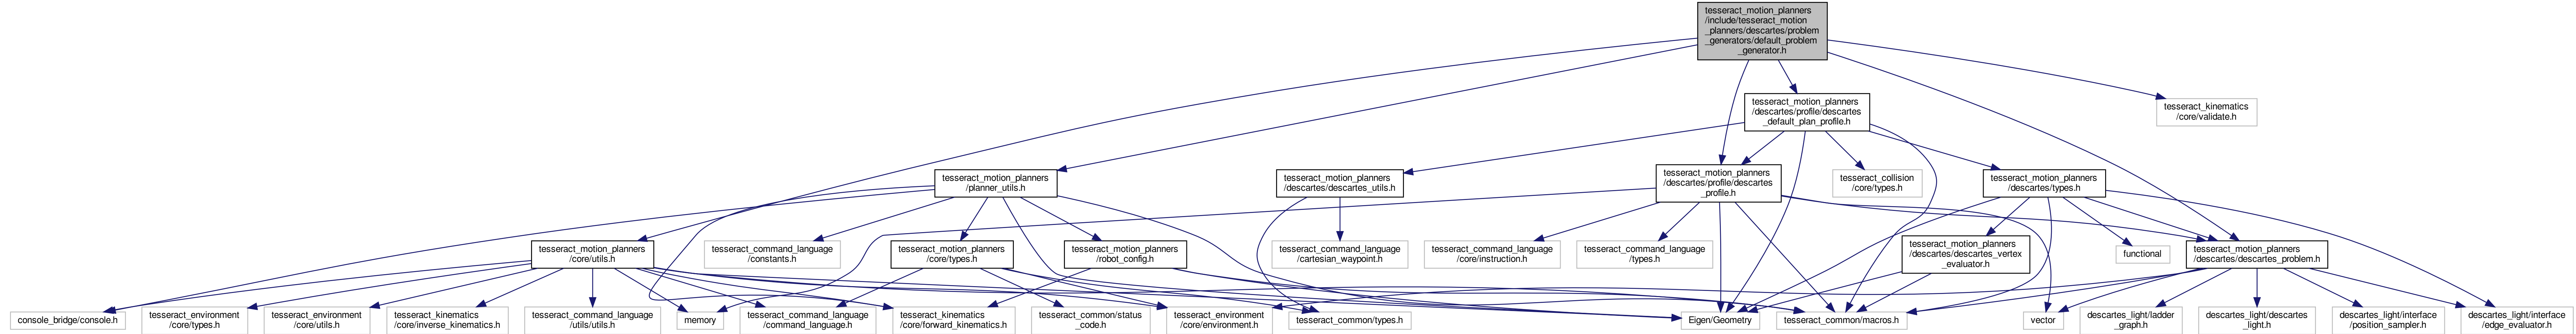 tesseract_motion_planners
/include/tesseract_motion
_planners/descartes/problem
_generators/default_problem
_generator.h
tesseract_motion_planners
/descartes/profile/descartes
_default_plan_profile.h
tesseract_kinematics
/core/validate.h
tesseract_motion_planners
/planner_utils.h
tesseract_motion_planners
/descartes/descartes_utils.h
tesseract_motion_planners
/descartes/profile/descartes
_profile.h
tesseract_collision
/core/types.h
tesseract_motion_planners
/descartes/types.h
tesseract_motion_planners
/core/utils.h
tesseract_command_language
/constants.h
tesseract_motion_planners
/core/types.h
tesseract_motion_planners
/robot_config.h
tesseract_command_language
/cartesian_waypoint.h
tesseract_command_language
/core/instruction.h
tesseract_command_language
/types.h
tesseract_motion_planners
/descartes/descartes_vertex
_evaluator.h
functional
tesseract_motion_planners
/descartes/descartes_problem.h
console_bridge/console.h
tesseract_environment
/core/types.h
tesseract_environment
/core/utils.h
tesseract_kinematics
/core/inverse_kinematics.h
tesseract_command_language
/utils/utils.h
memory
tesseract_command_language
/command_language.h
tesseract_kinematics
/core/forward_kinematics.h
tesseract_common/status
_code.h
tesseract_environment
/core/environment.h
tesseract_common/types.h
Eigen/Geometry
tesseract_common/macros.h
vector
descartes_light/ladder
_graph.h
descartes_light/descartes
_light.h
descartes_light/interface
/position_sampler.h
descartes_light/interface
/edge_evaluator.h